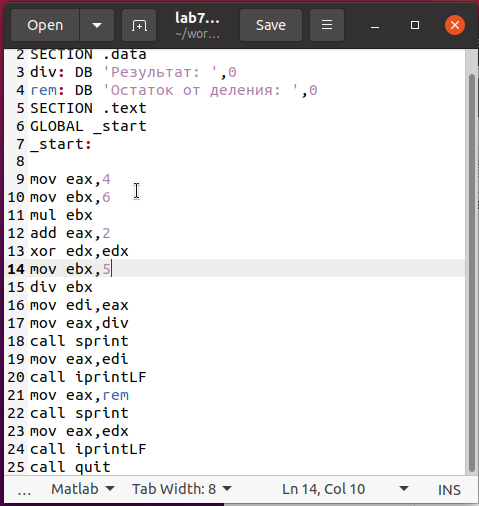 Open
lab7...
~/wor...
Save
2 SECTION .data
3 div: DB 'Результат: ',0
4 rem: DB 'Остаток от деления: ',0
5 SECTION .text
6 GLOBAL _start
7 _start:
8
9 mov eax,4
10 mov ebx,6
11 mul ebx
12 add eax,2
13 xor edx,edx
14 mov ebx,5
15 div ebx
16 mov edi,eax
17 mov eax,div
18 call sprint
19 mov eax,edi
20 call iprintLF
21 mov eax,rem
22 call sprint
23 mov eax,edx
24 call iprintLF
25 call quit
... Matlab Tab Width: 8 Ln 14, Col 10 INS